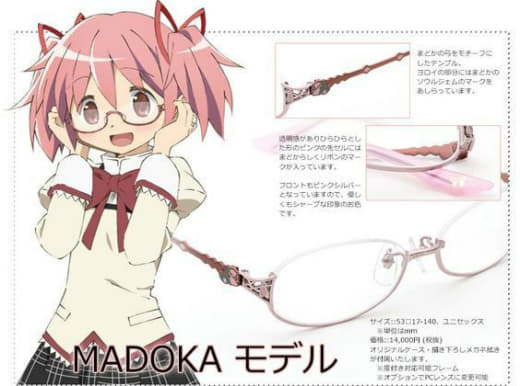 まどかの弓をモチーフに
したテンプル。
ヨロイの部分にはまどかの
ソウルジェムのマークを
あしらっています。
透明感がありひらひらとし
た形のピンクの先セルには
まどからしくリボンのマー
クが入っています。
フロントもピンクシルバー
となっていますので、優し
くもシャープな印象のお色
です。
サイズ::53□17-140、ユニセックス
※単位はmm
価格::14,000円 (税抜)
オリジナルケース・描き下ろしメガネ拭き
が付属いたします。
※度付き対応可能フレーム
※オプションでPCレンズに変更可能
MADOKA モデル